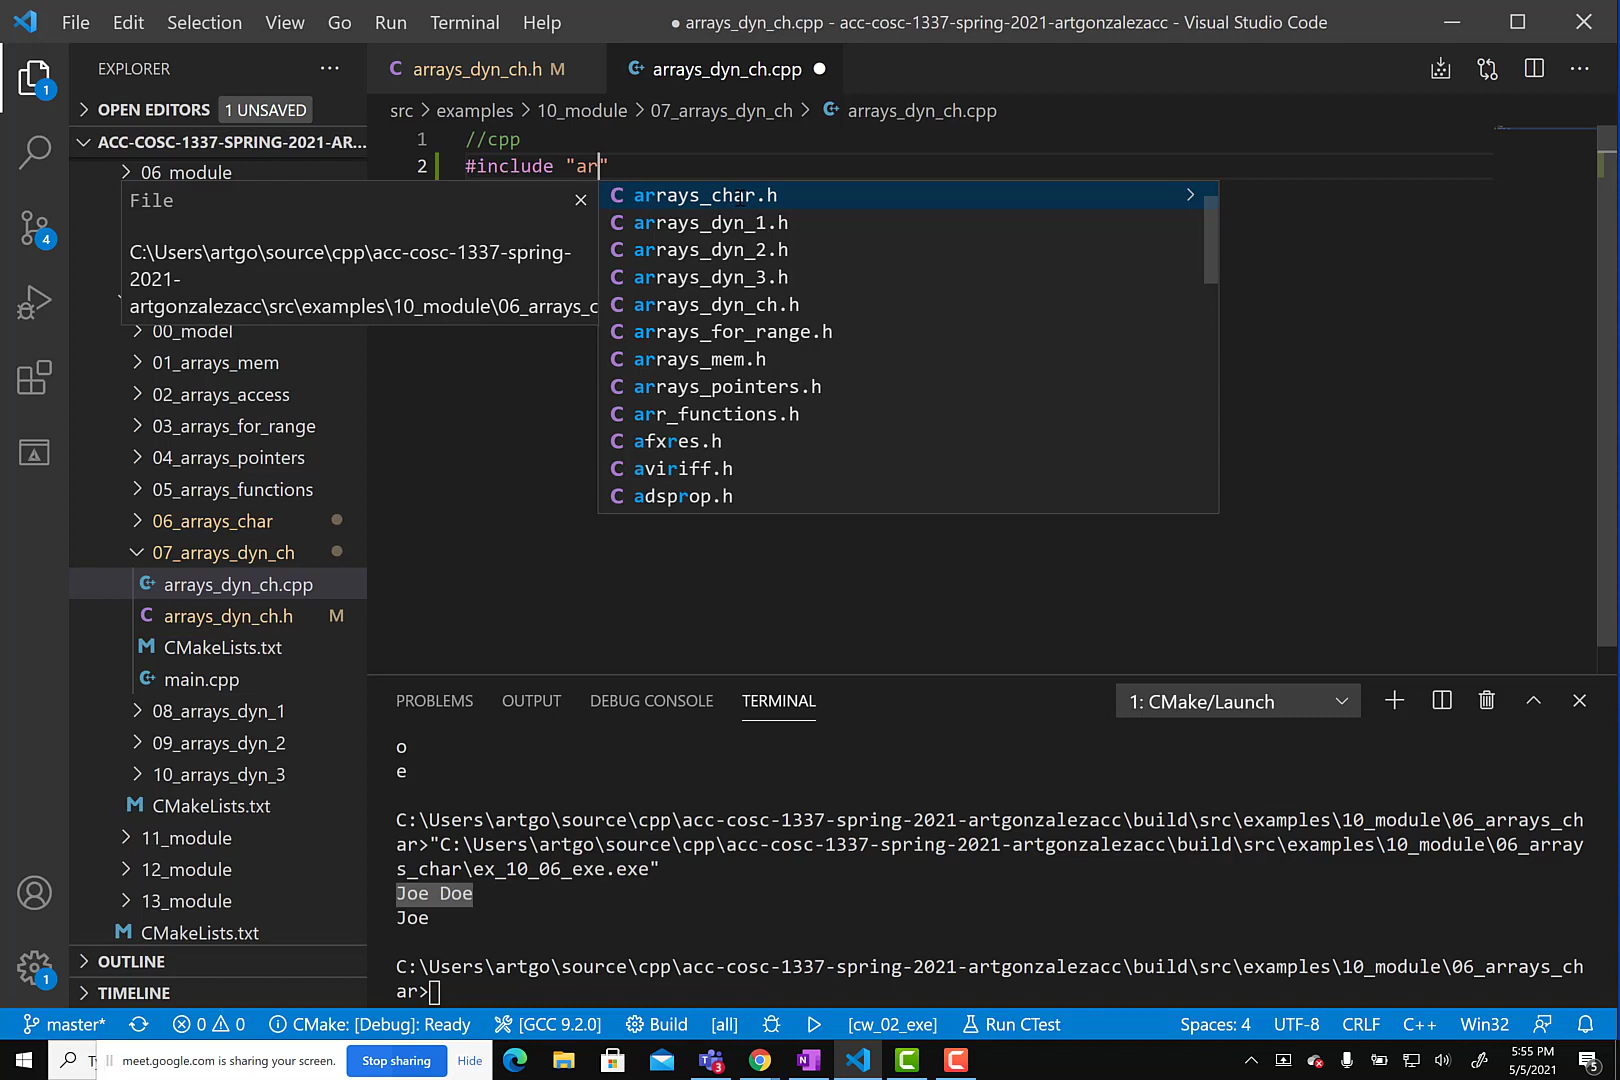 File Edit Selection View Go Run Terminal Help
● arrays_dyn_ch.cpp - acc-cosc-1337-spring-2021-artgonzalezacc - Visual Studio Code
EXPLORER
OPEN EDITORS 1 UNSAVED
ACC-COSC-1337-SPRING-2021-AR...
06_module
File
C:\Users\artgo\source\cpp\acc-cosc-1337-spring-
2021-
artgonzalezacc\src\examples\10_module\06_arrays_c
00_model
01_arrays_mem
02_arrays_access
03_arrays_for_range
04_arrays_pointers
05_arrays_functions
06_arrays_char
07_arrays_dyn_ch
arrays_dyn_ch.cpp
arrays_dyn_ch.h M
CMakeLists.txt
main.cpp
08_arrays_dyn_1
09_arrays_dyn_2
10_arrays_dyn_3
CMakeLists.txt
11_module
12_module
13_module
CMakeLists.txt
OUTLINE
TIMELINE
1
4
1
arrays_dyn_ch.h M
arrays_dyn_ch.cpp
src > examples > 10_module > 07_arrays_dyn_ch > arrays_dyn_ch.cpp
1 //cpp
2 #include "ar"
arrays_char.h
arrays_dyn_1.h
arrays_dyn_2.h
arrays_dyn_3.h
arrays_dyn_ch.h
arrays_for_range.h
arrays_mem.h
arrays_pointers.h
arr_functions.h
afxres.h
aviriff.h
adsprop.h
PROBLEMS OUTPUT DEBUG CONSOLE TERMINAL
1: CMake/Launch
o
e
C:\Users\artgo\source\cpp\acc-cosc-1337-spring-2021-artgonzalezacc\build\src\examples\10_module\06_arrays_ch
ar>"C:\Users\artgo\source\cpp\acc-cosc-1337-spring-2021-artgonzalezacc\build\src\examples\10_module\06_array
s_char\ex_10_06_exe.exe"
Joe Doe
Joe
C:\Users\artgo\source\cpp\acc-cosc-1337-spring-2021-artgonzalezacc\build\src\examples\10_module\06_arrays_ch
ar>
master* 0 0 CMake: [Debug]: Ready [GCC 9.2.0] Build [all] [cw_02_exe] Run CTest Spaces: 4 UTF-8 CRLF C++ Win32
meet.google.com is sharing your screen. Stop sharing Hide
3
5:55 PM
5/5/2021
5